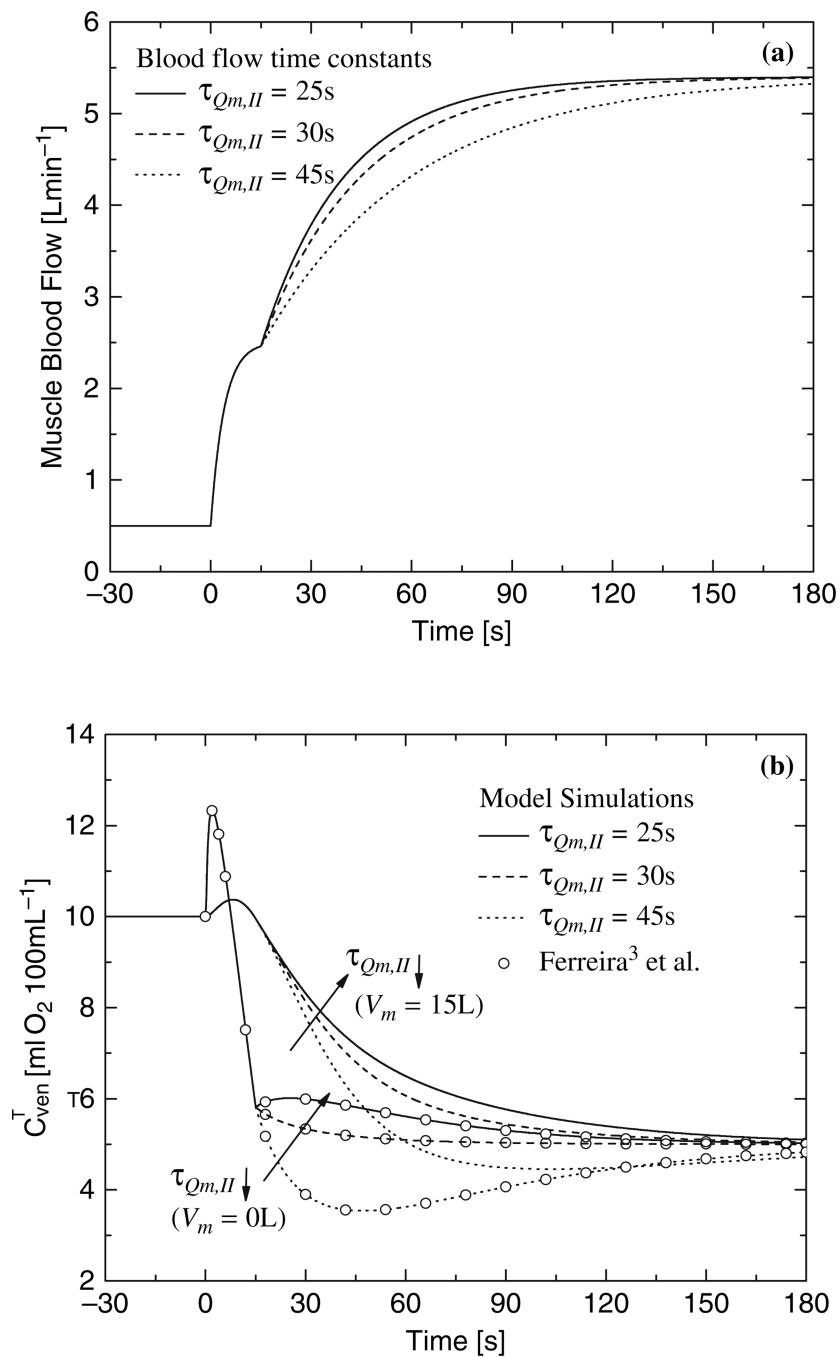 (a)
Blood flow time constants
τQm,II = 25s
τQm,II = 30s
τQm,II = 45s
Muscle Blood Flow [Lmin⁻¹]
6
5
4
3
2
1
0
−30 0 30 60 90 120 150 180
Time [s]
(b)
Model Simulations
τQm,II = 25s
τQm,II = 30s
τQm,II = 45s
Ferreira³ et al.
τQm,II
(Vm = 15L)
τQm,II
(Vm = 0L)
CᵀvenT [ml O₂ 100mL⁻¹]
14
12
10
8
6
4
2
−30 0 30 60 90 120 150 180
Time [s]